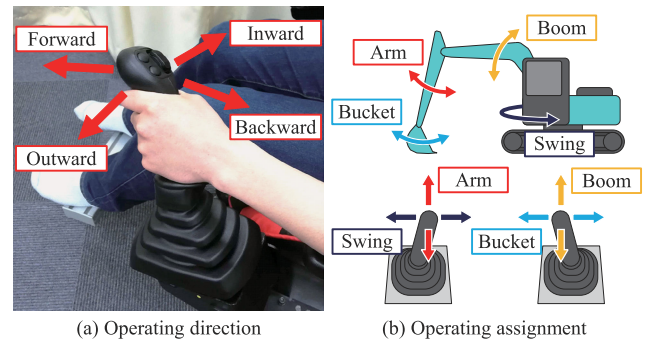 Forward
Inward
Outward
Backward
(a) Operating direction
Boom
Arm
Bucket
Swing
Arm
Boom
Swing
Bucket
(b) Operating assignment